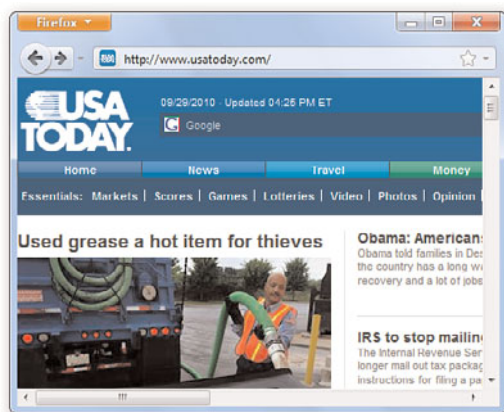 Firefox
http://www.usatoday.com/
USA
TODAY.
09/29/2010 - Updated 04:25 PM ET
Google
Home News Travel Money
Essentials: Markets | Scores | Games | Lotteries | Video | Photos | Opinion
Used grease a hot item for thieves
Obama: Americans
Obama told families in Des
the country has a long wa
recovery and a lot of jobs
IRS to stop mailing
The Internal Revenue Ser
longer mail out tax packag
instructions for filing a pa